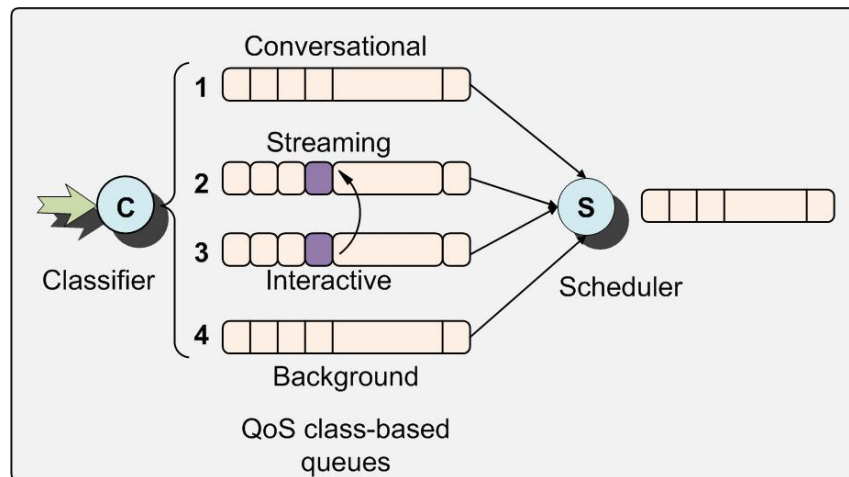 Conversational
1
Streaming
2
C
S
3
Classifier
Interactive
Scheduler
4
Background
QoS class-based
queues